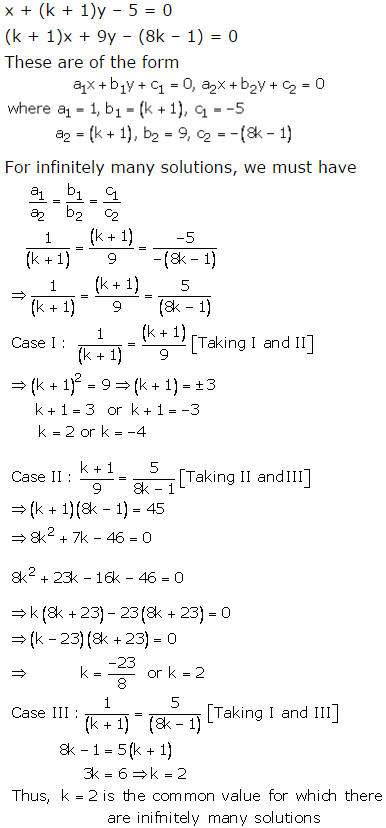 x + (k + 1)y – 5 = 0
(k + 1)x + 9y – (8k – 1) = 0
These are of the form
a₁x + b₁y + c₁ = 0, a₂x + b₂y + c₂ = 0
where a₁ = 1, b₁ = (k + 1), c₁ = –5
a₂ = (k + 1), b₂ = 9, c₂ = –(8k – 1)
For infinitely many solutions, we must have
a₁/a₂ = b₁/b₂ = c₁/c₂
1/(k + 1) = (k + 1)/9 = –5/–(8k – 1)
⇒ 1/(k + 1) = (k + 1)/9 = 5/(8k – 1)
Case I : 1/(k + 1) = (k + 1)/9 [Taking I and II]
⇒ (k + 1)² = 9 ⇒ (k + 1) = ±3
k + 1 = 3 or k + 1 = –3
k = 2 or k = –4
Case II : k + 1/9 = 5/8k – 1 [Taking II andIII]
⇒ (k + 1)(8k – 1) = 45
⇒ 8k² + 7k – 46 = 0
8k² + 23k – 16k – 46 = 0
⇒ k(8k + 23) – 23(8k + 23) = 0
⇒ (k – 23)(8k + 23) = 0
⇒ k = –23/8 or k = 2
Case III : 1/(k + 1) = 5/(8k – 1) [Taking I and III]
8k – 1 = 5(k + 1)
3k = 6 ⇒ k = 2
Thus, k = 2 is the common value for which there
are inifnitely many solutions